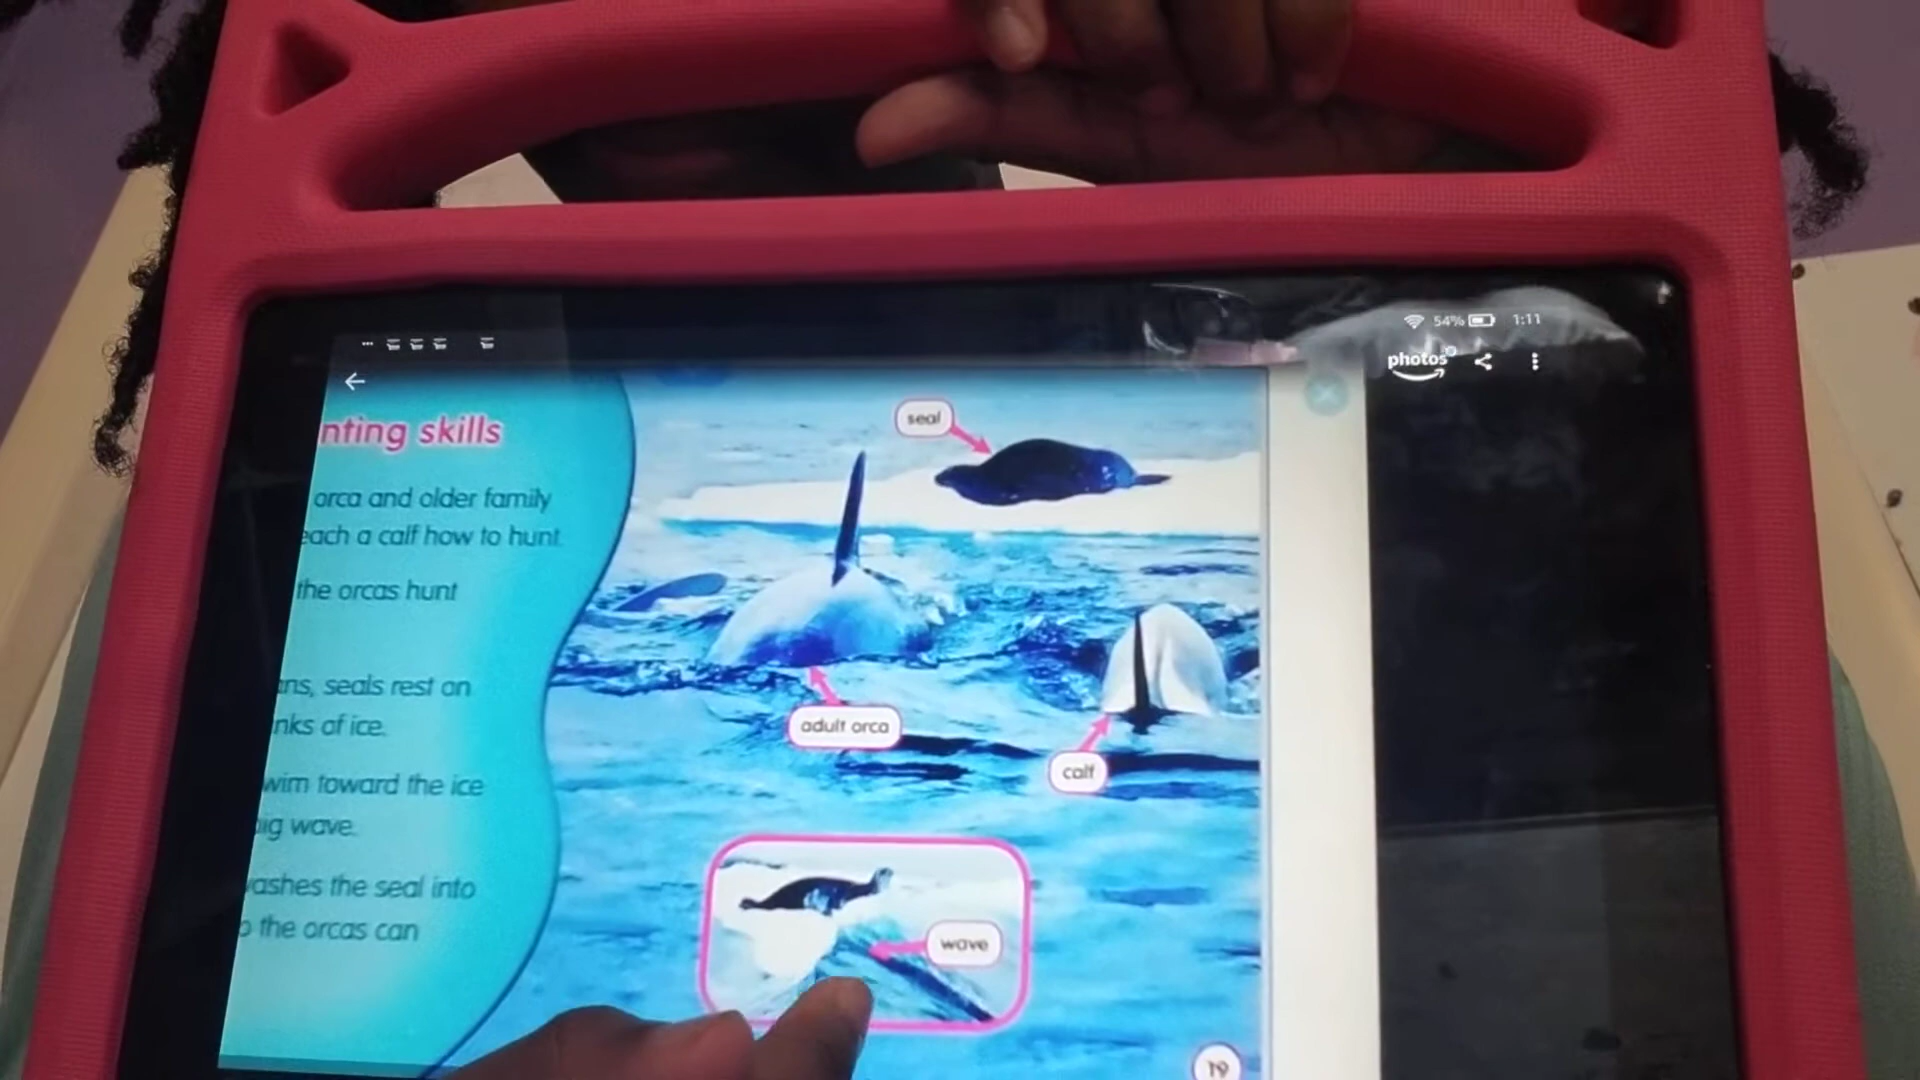 54% 1:11
photos
nting skills
orca and older family
each a calf how to hunt.
the orcas hunt
ns, seals rest on
nks of ice.
wim toward the ice
big wave.
ashes the seal into
o the orcas can
seal
adult orca
calf
wave
19